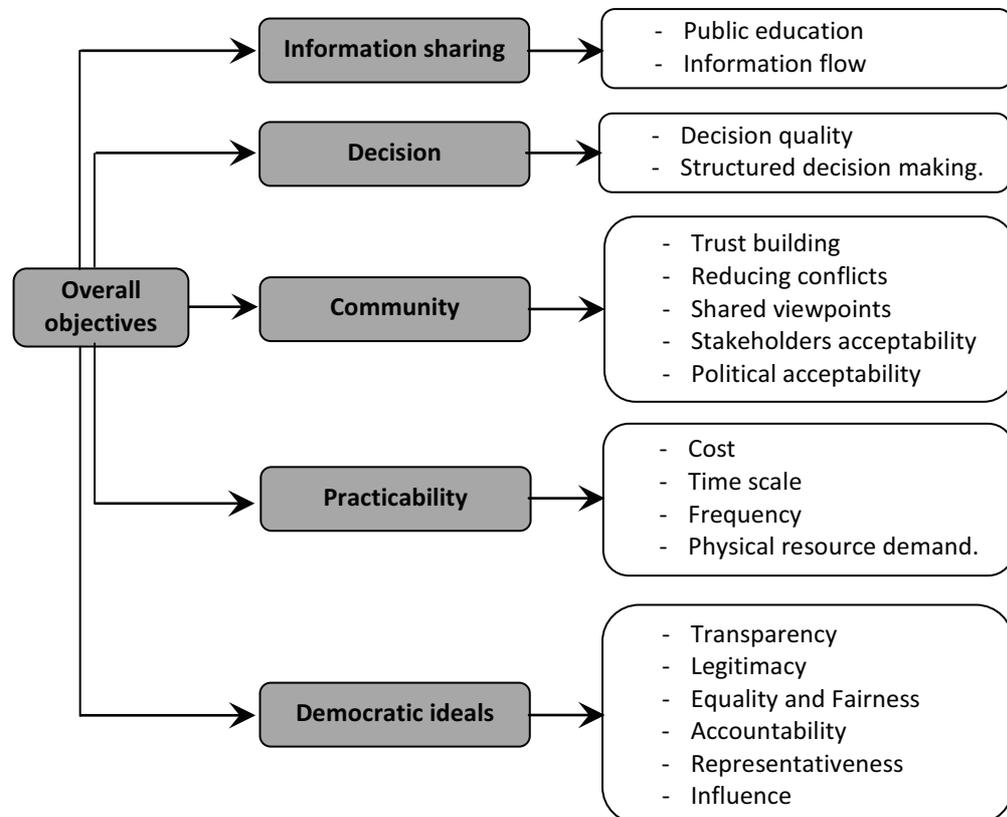 Overall
objectives
Information sharing
- Public education
- Information flow
Decision
- Decision quality
- Structured decision making.
Community
- Trust building
- Reducing conflicts
- Shared viewpoints
- Stakeholders acceptability
- Political acceptability
Practicability
- Cost
- Time scale
- Frequency
- Physical resource demand.
Democratic ideals
- Transparency
- Legitimacy
- Equality and Fairness
- Accountability
- Representativeness
- Influence